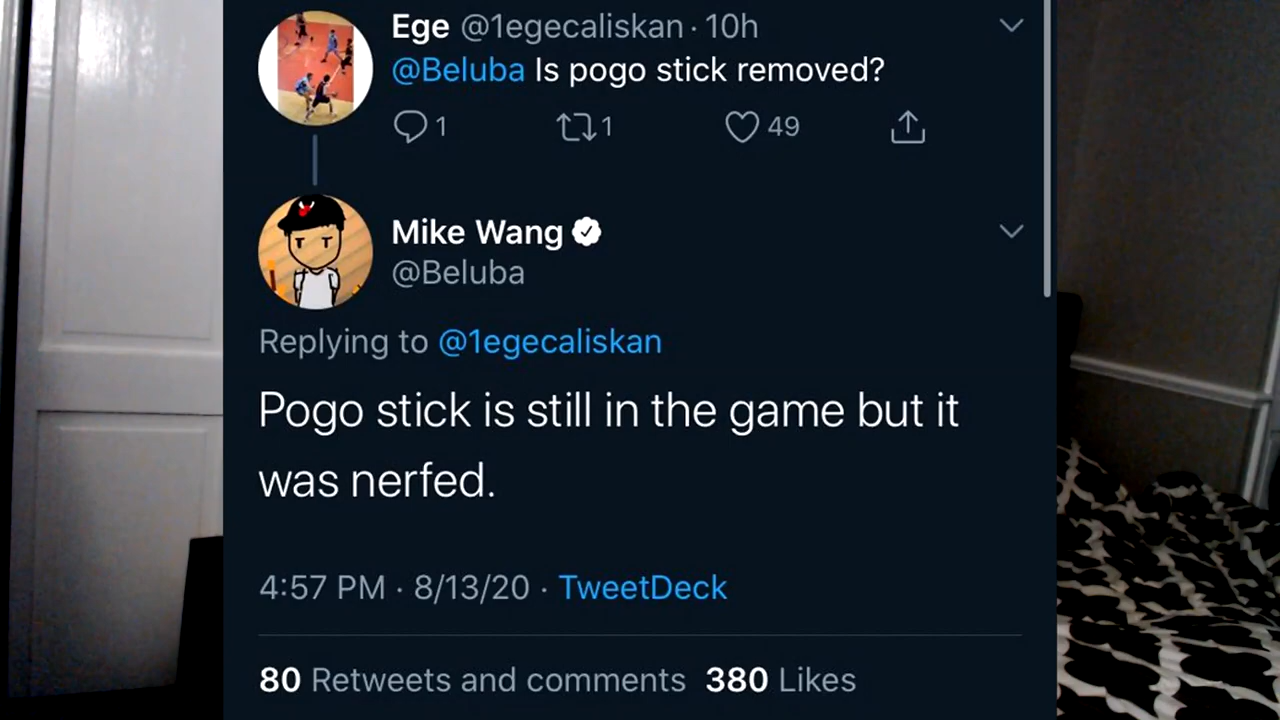 Ege @1egecaliskan · 10h
@Beluba Is pogo stick removed?
1 1 49
Mike Wang
@Beluba
Replying to @1egecaliskan
Pogo stick is still in the game but it
was nerfed.
4:57 PM · 8/13/20 · TweetDeck
80 Retweets and comments 380 Likes